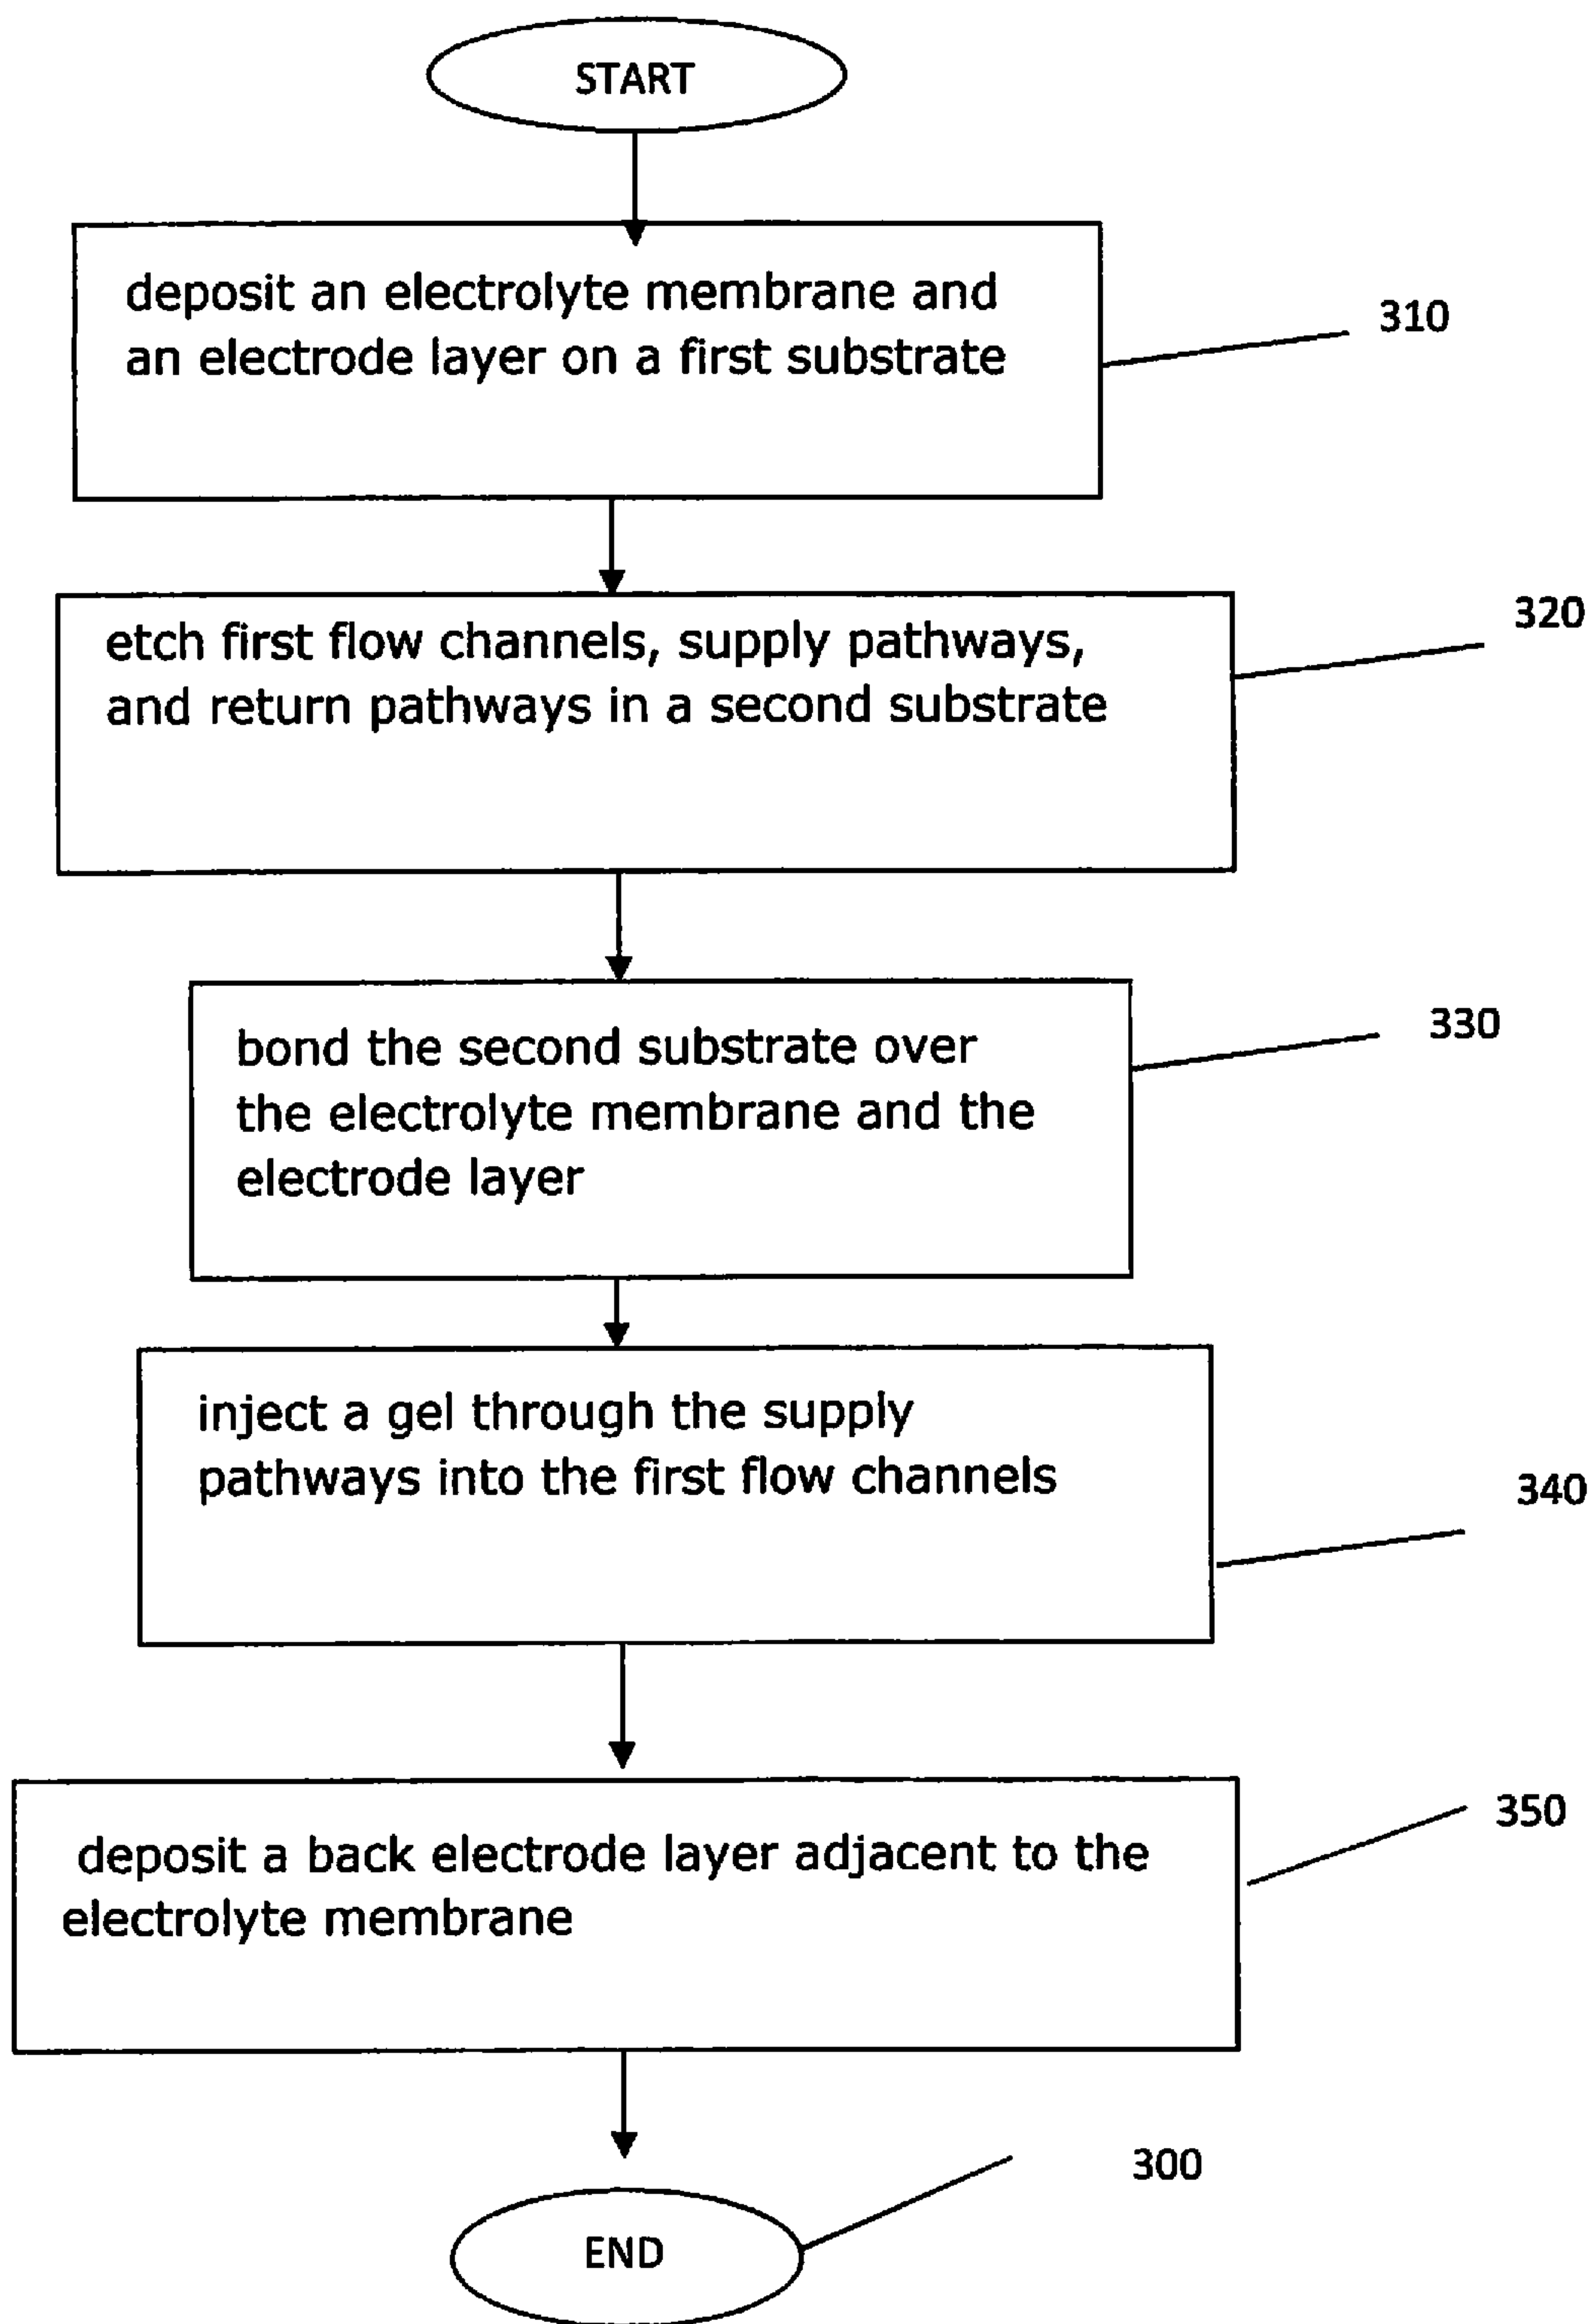 START
deposit an electrolyte membrane and
an electrode layer on a first substrate
310
etch first flow channels, supply pathways,
and return pathways in a second substrate
320
bond the second substrate over
the electrolyte membrane and the
electrode layer
330
inject a gel through the supply
pathways into the first flow channels
340
deposit a back electrode layer adjacent to the
electrolyte membrane
350
300
END